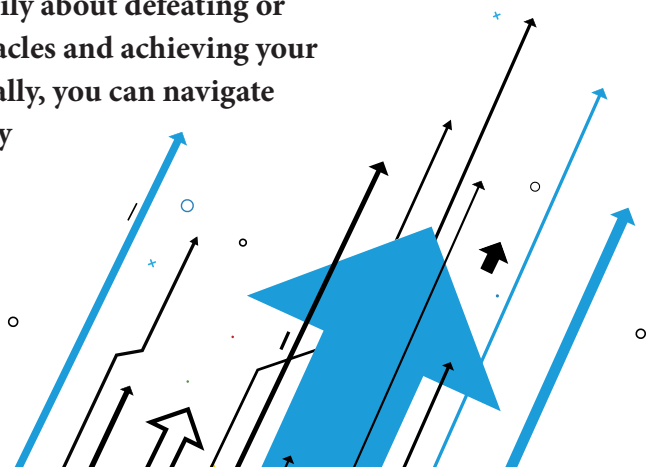 ily about defeating or
acles and achieving your
ally, you can navigate
y